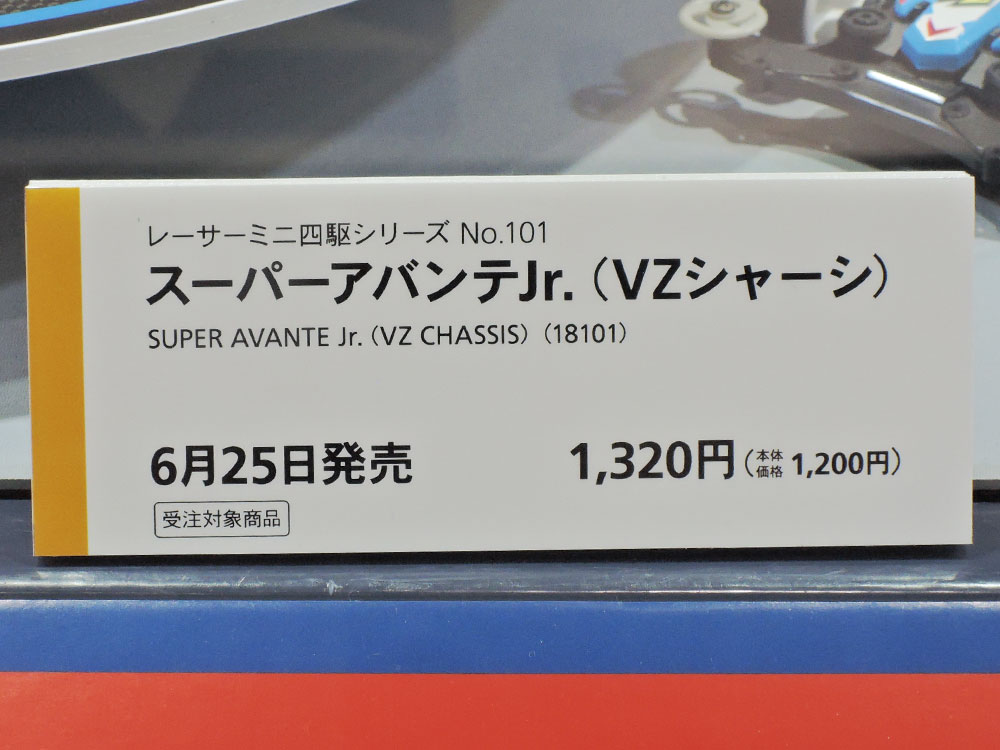 レーサーミニ四駆シリーズ No.101
スーパーアバンテJr.（VZシャーシ）
SUPER AVANTE Jr.（VZ CHASSIS）（18101）
6月25日発売
1,320円（本体価格 1,200円）
受注対象商品